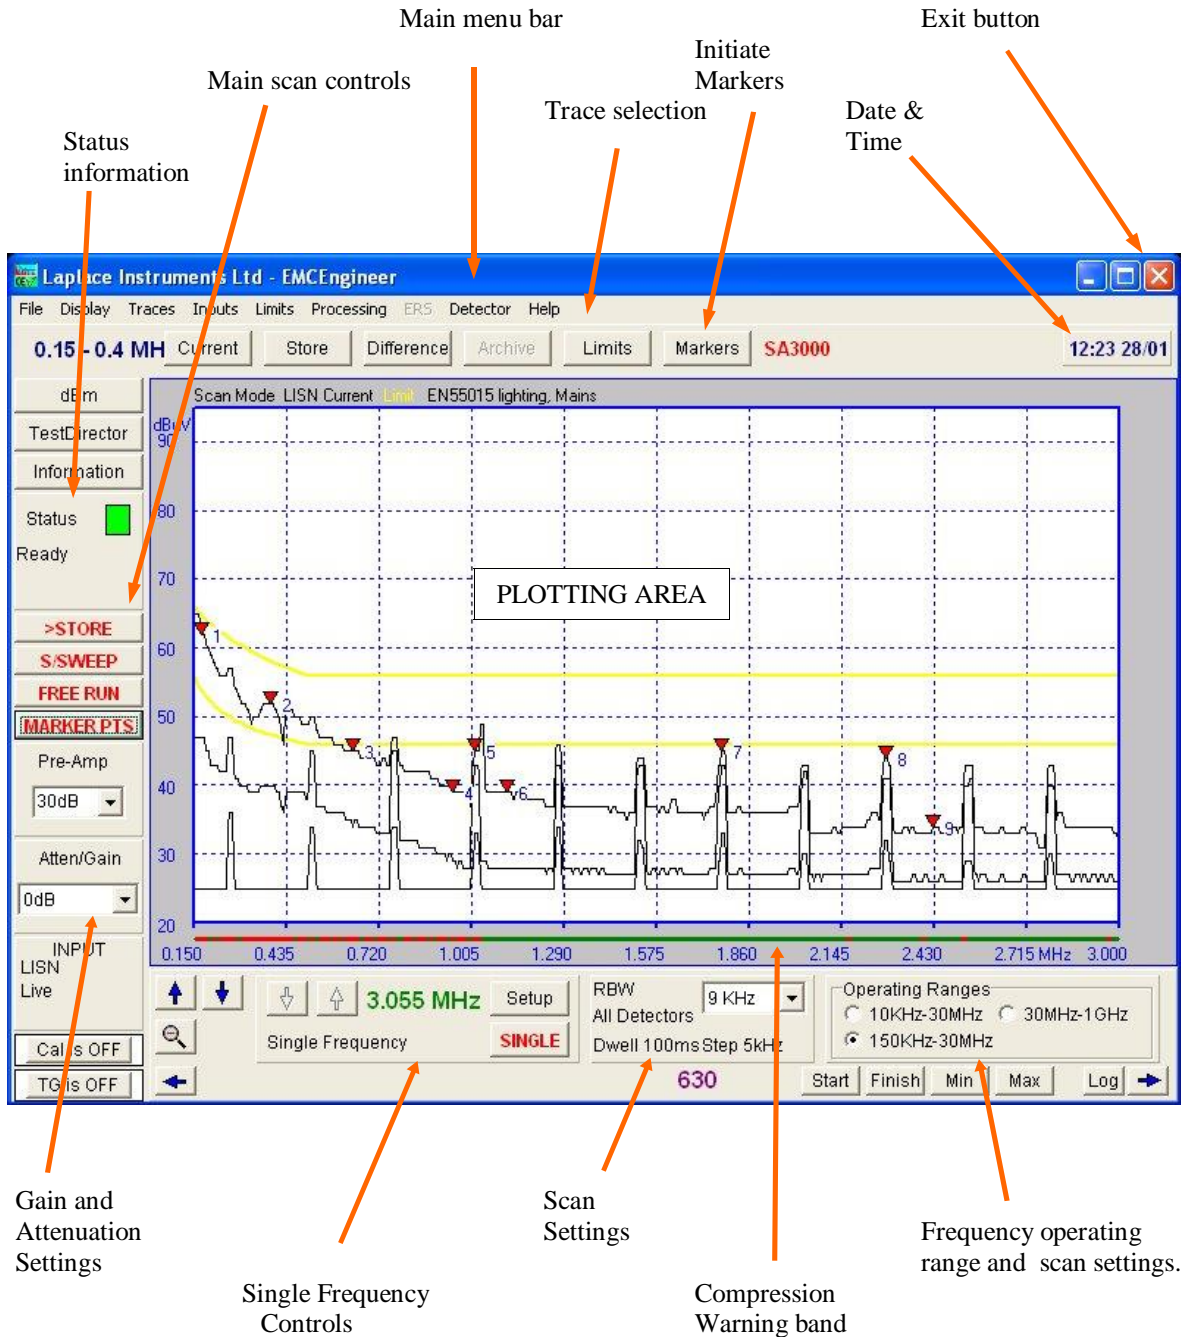 Main menu bar
Exit button
Initiate
Markers
Main scan controls
Trace selection
Date &
Time
Status
information
Laplace Instruments Ltd - EMCEngineer
File Display Traces Inputs Limits Processing ERS Detector Help
0.15 - 0.4 MH Current Store Difference Archive Limits Markers SA3000 12:23 28/01
dBm
TestDirector
Information
Status
Ready
>STORE
S/SWEEP
FREE RUN
MARKER PTS
Pre-Amp
30dB
Atten/Gain
0dB
INPUT
LISN
Live
Cal is OFF
TG is OFF
Scan Mode LISN Current Limit EN55015 lighting, Mains
dBuV
90
80
70
60
50
40
30
20
PLOTTING AREA
1
2
3
4
5
6
7
8
9
0.150 0.435 0.720 1.005 1.290 1.575 1.860 2.145 2.430 2.715 MHz 3.000
3.055 MHz Setup
Single Frequency SINGLE
RBW
All Detectors
9 KHz
Dwell 100ms Step 5kHz
Operating Ranges
10KHz-30MHz 30MHz-1GHz
150KHz-30MHz
630 Start Finish Min Max Log
Gain and
Attenuation
Settings
Single Frequency
Controls
Scan
Settings
Compression
Warning band
Frequency operating
range and scan settings.